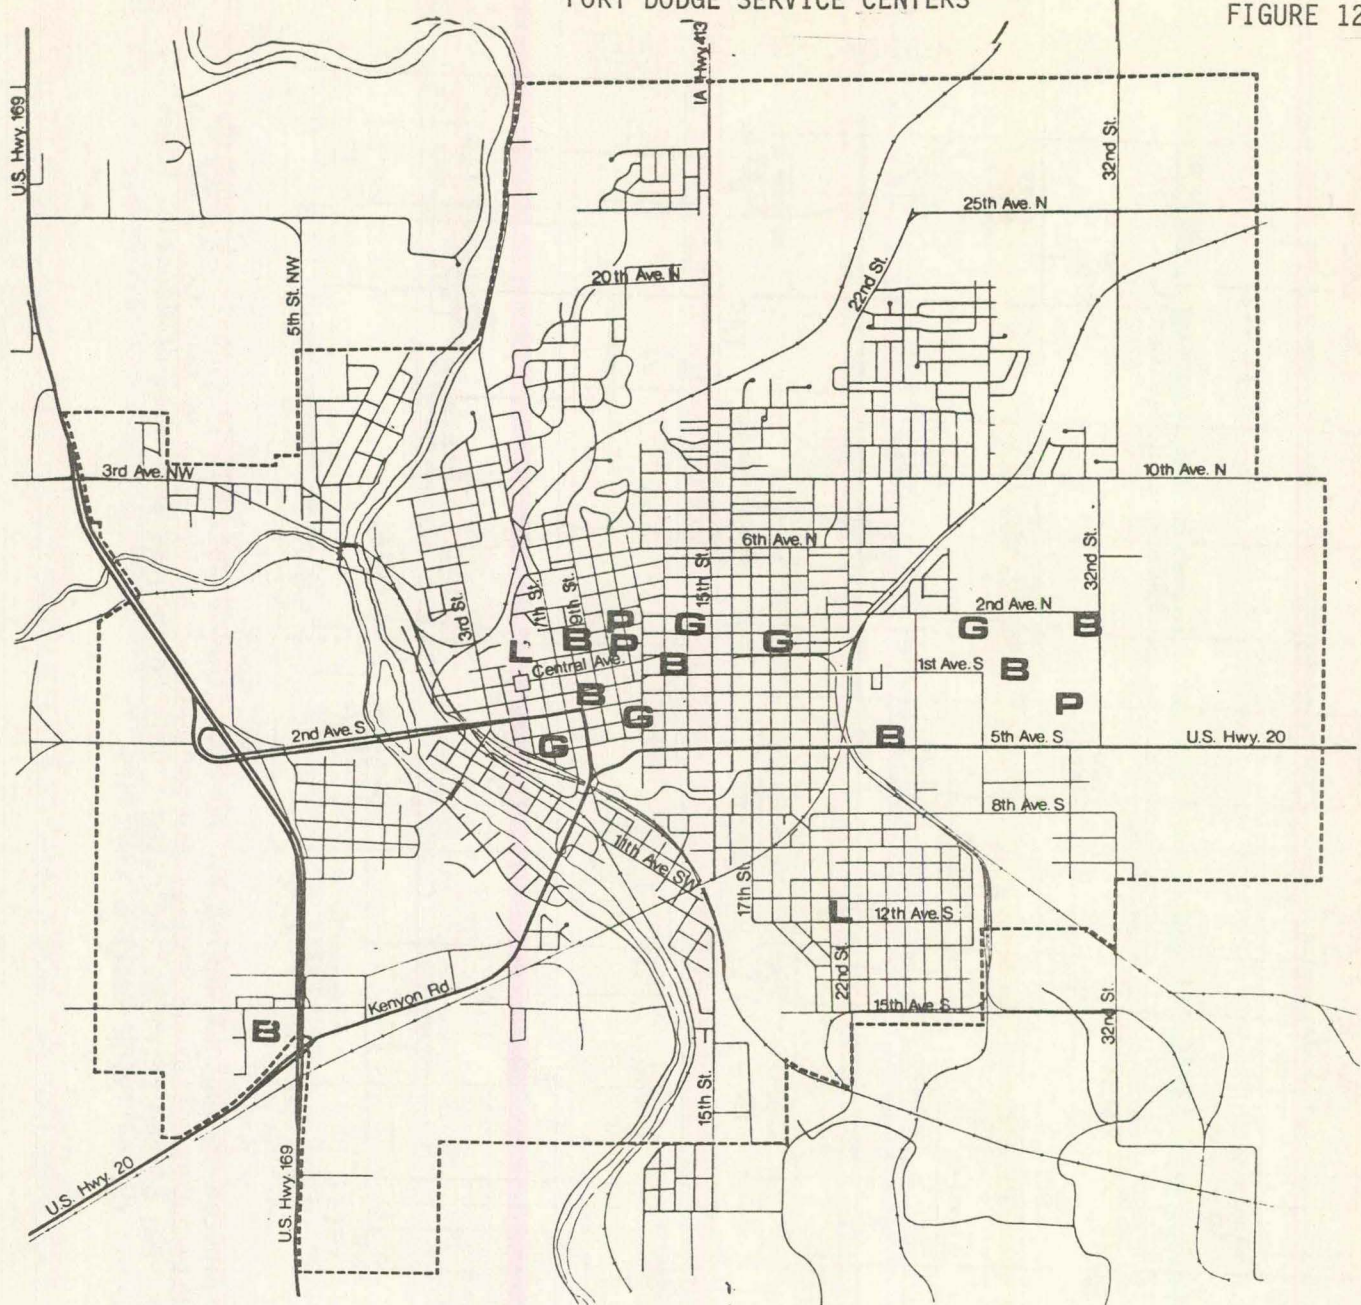 FORT DODGE SERVICE CENTERS
FIGURE 12
IA Hwy 413
U.S. Hwy. 169
32nd St.
25th Ave. N
5th St. NW
20th Ave. N
22nd St.
3rd Ave. NW
10th Ave. N
6th Ave. N
15th St.
32nd St.
3rd St.
7th St.
9th St.
2nd Ave. N
P
G
G
B
B
P
G
L
Central Ave.
B
1st Ave. S
B
B
P
G
2nd Ave. S
G
B
5th Ave. S
U.S. Hwy. 20
8th Ave. S
11th Ave. SW
17th St.
L
12th Ave. S
22nd St.
Kenyon Rd
15th Ave. S
B
32nd St.
15th St.
U.S. Hwy. 20
U.S. Hwy. 169